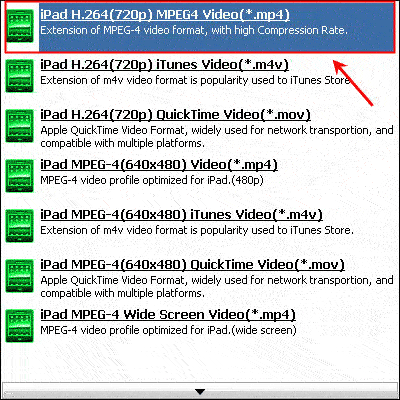 iPad H.264(720p) MPEG4 Video(*.mp4)
Extension of MPEG-4 video format, with high Compression Rate.
iPad H.264(720p) iTunes Video(*.m4v)
Extension of m4v video format is popularity used to iTunes Store.
iPad H.264(720p) QuickTime Video(*.mov)
Apple QuickTime Video Format, widely used for network transportion, and
compatible with multiple platforms.
iPad MPEG-4(640x480) Video(*.mp4)
MPEG-4 video profile optimized for iPad.(480p)
iPad MPEG-4(640x480) iTunes Video(*.m4v)
Extension of m4v video format is popularity used to iTunes Store.
iPad MPEG-4(640x480) QuickTime Video(*.mov)
Apple QuickTime Video Format, widely used for network transportion, and
compatible with multiple platforms.
iPad MPEG-4 Wide Screen Video(*.mp4)
MPEG-4 video profile optimized for iPad.(wide screen)